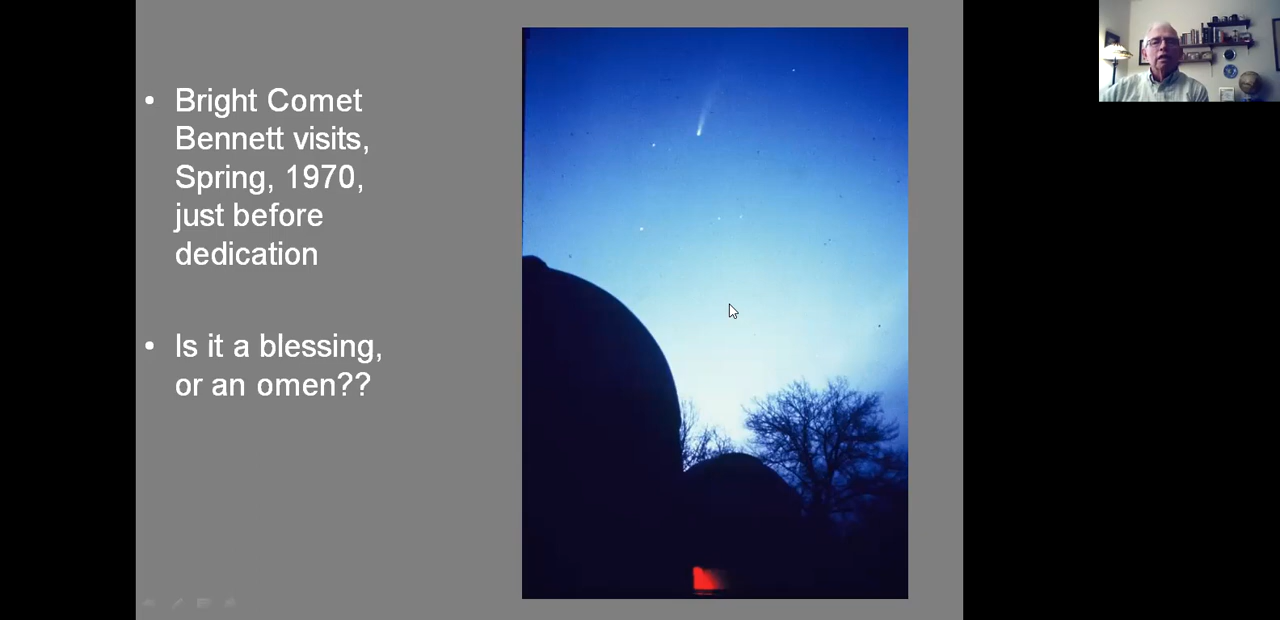 Bright Comet
Bennett visits,
Spring, 1970,
just before
dedication
Is it a blessing,
or an omen??